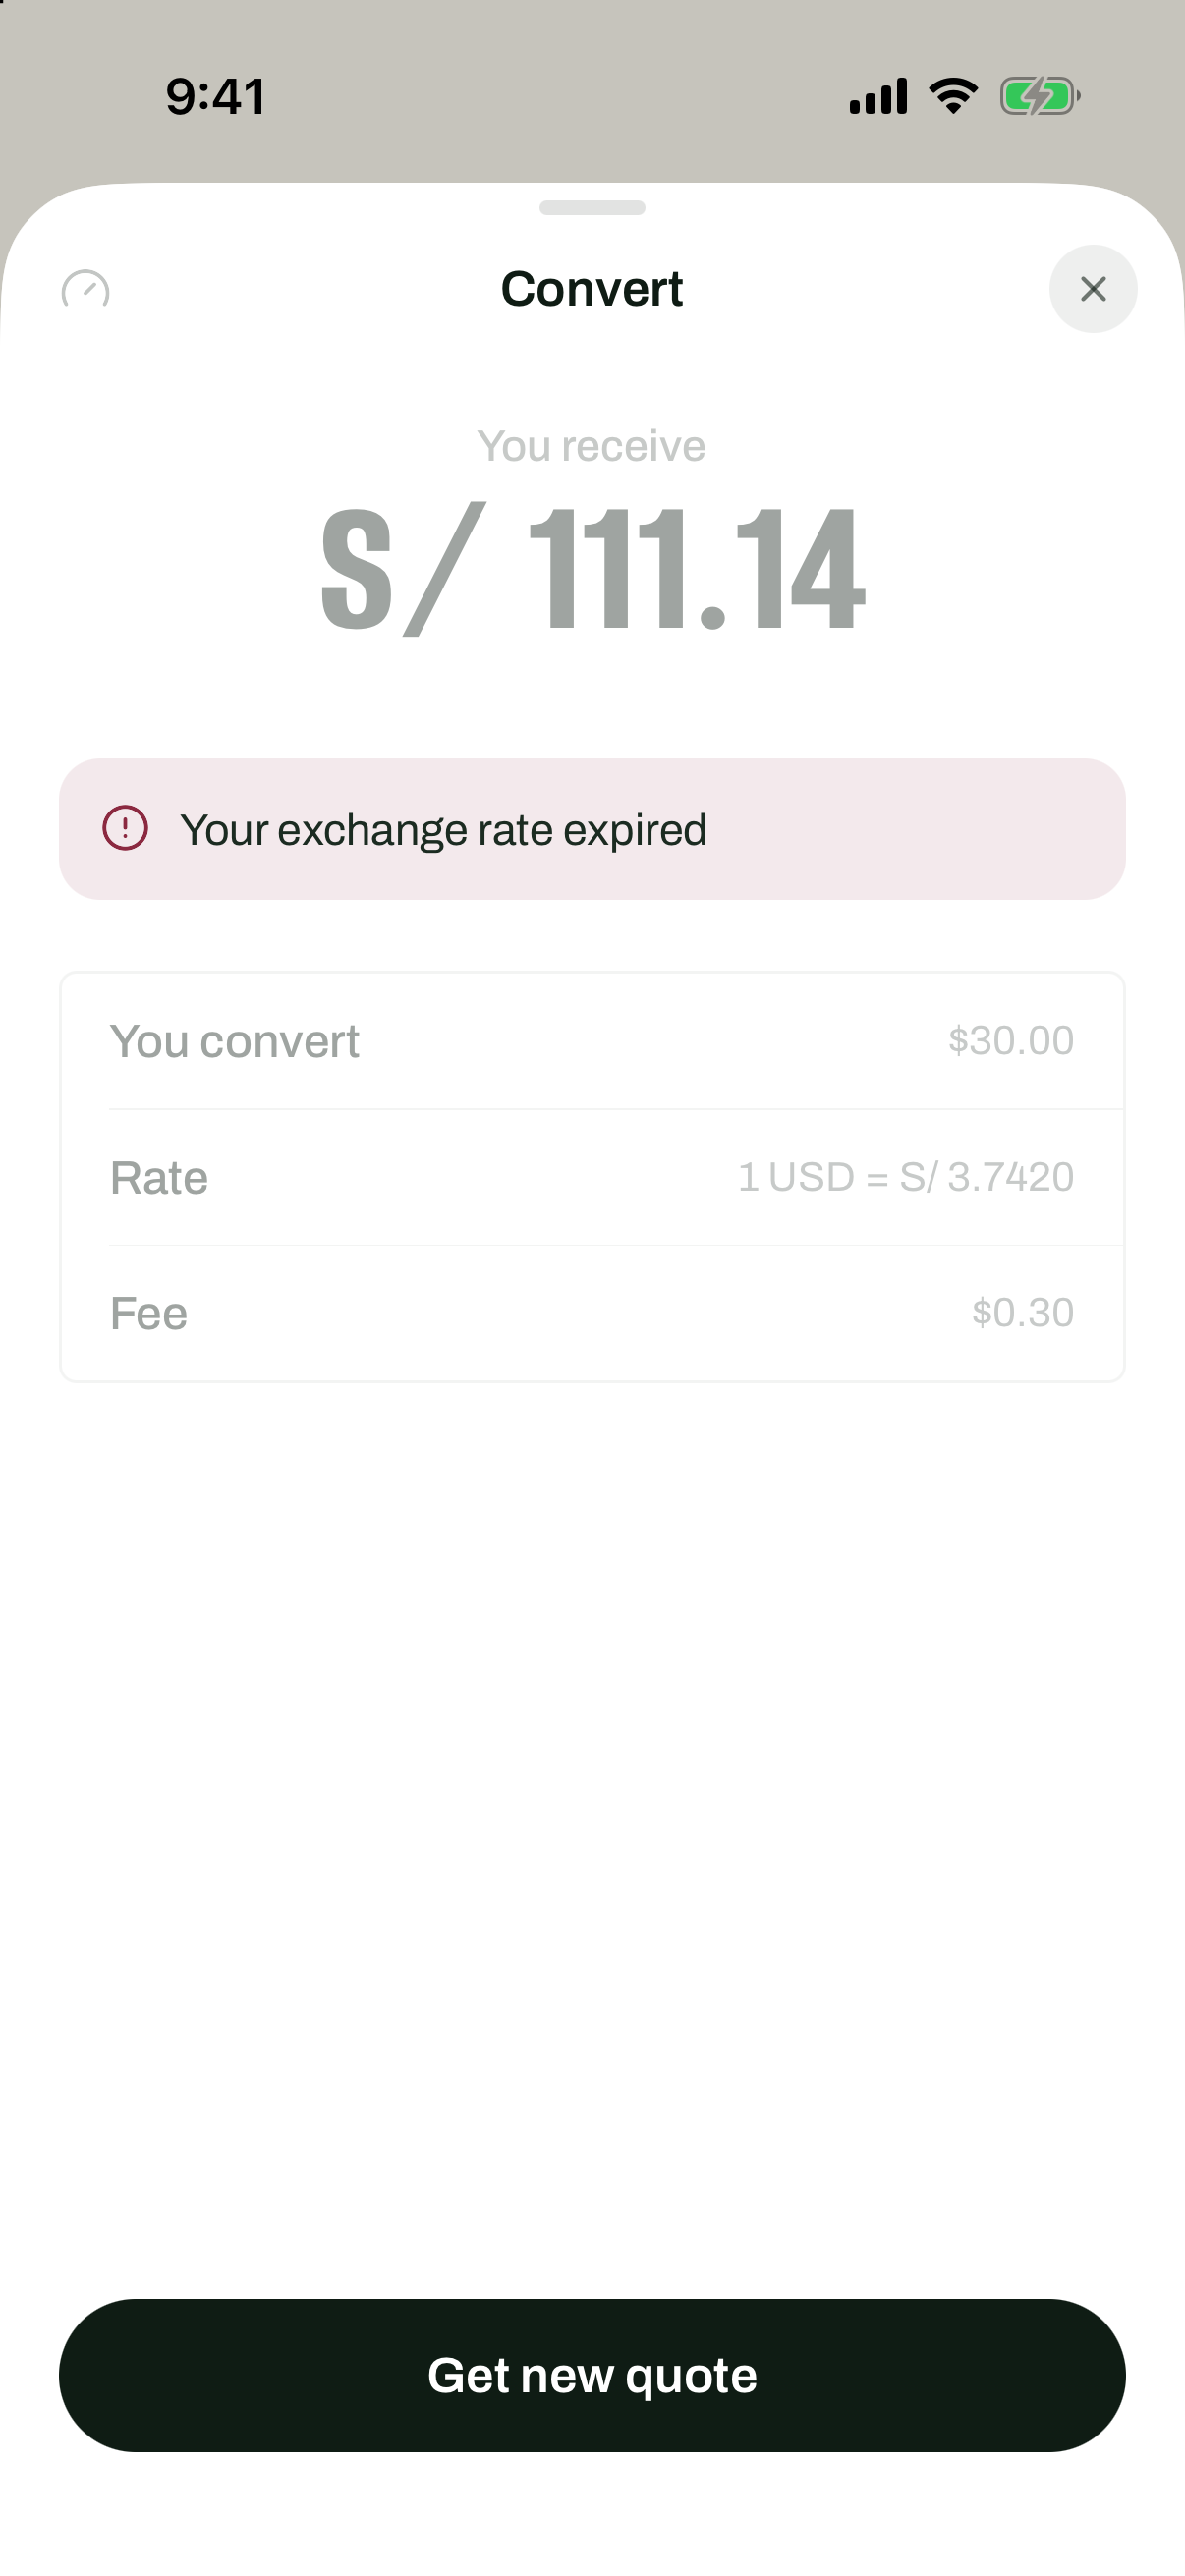 9:41
Convert
You receive
S/ 111.14
Your exchange rate expired
You convert $30.00
Rate 1 USD = S/ 3.7420
Fee $0.30
Get new quote